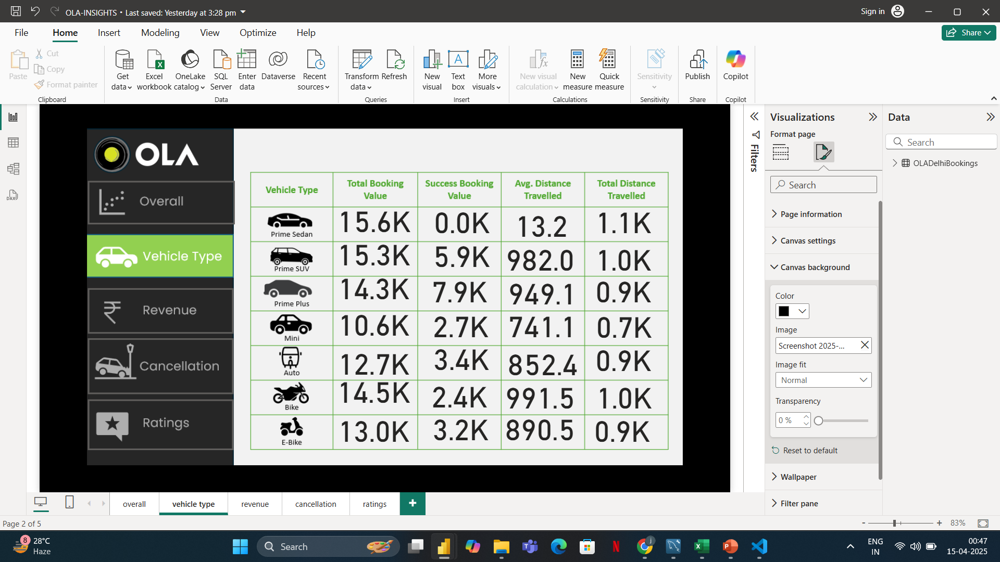 OLA-INSIGHTS • Last saved: Yesterday at 3:28 pm
Sign in
File Home Insert Modeling View Optimize Help
Share
Paste
Cut
Copy
Format painter
Clipboard
Get data
Excel workbook
OneLake catalog
SQL Server
Enter data
Dataverse
Recent sources
Data
Transform data
Refresh
Queries
New visual
Text box
More visuals
Insert
New visual calculation
New measure
Quick measure
Calculations
Sensitivity
Sensitivity
Publish
Share
Copilot
Copilot
OLA
Overall
Vehicle Type
Revenue
Cancellation
Ratings
Vehicle Type
Total Booking Value
Success Booking Value
Avg. Distance Travelled
Total Distance Travelled
Prime Sedan 15.6K 0.0K 13.2 1.1K
Prime SUV 15.3K 5.9K 982.0 1.0K
Prime Plus 14.3K 7.9K 949.1 0.9K
Mini 10.6K 2.7K 741.1 0.7K
Auto 12.7K 3.4K 852.4 0.9K
Bike 14.5K 2.4K 991.5 1.0K
E-Bike 13.0K 3.2K 890.5 0.9K
Filters
Visualizations
Format page
Search
Page information
Canvas settings
Canvas background
Color
Image
Screenshot 2025-...
Image fit
Normal
Transparency
0 %
Reset to default
Wallpaper
Filter pane
Data
Search
OLADelhiBookings
overall vehicle type revenue cancellation ratings +
Page 2 of 5
- + 83%
8
28°C
Haze
Search
j
ENG
IN
00:47
15-04-2025